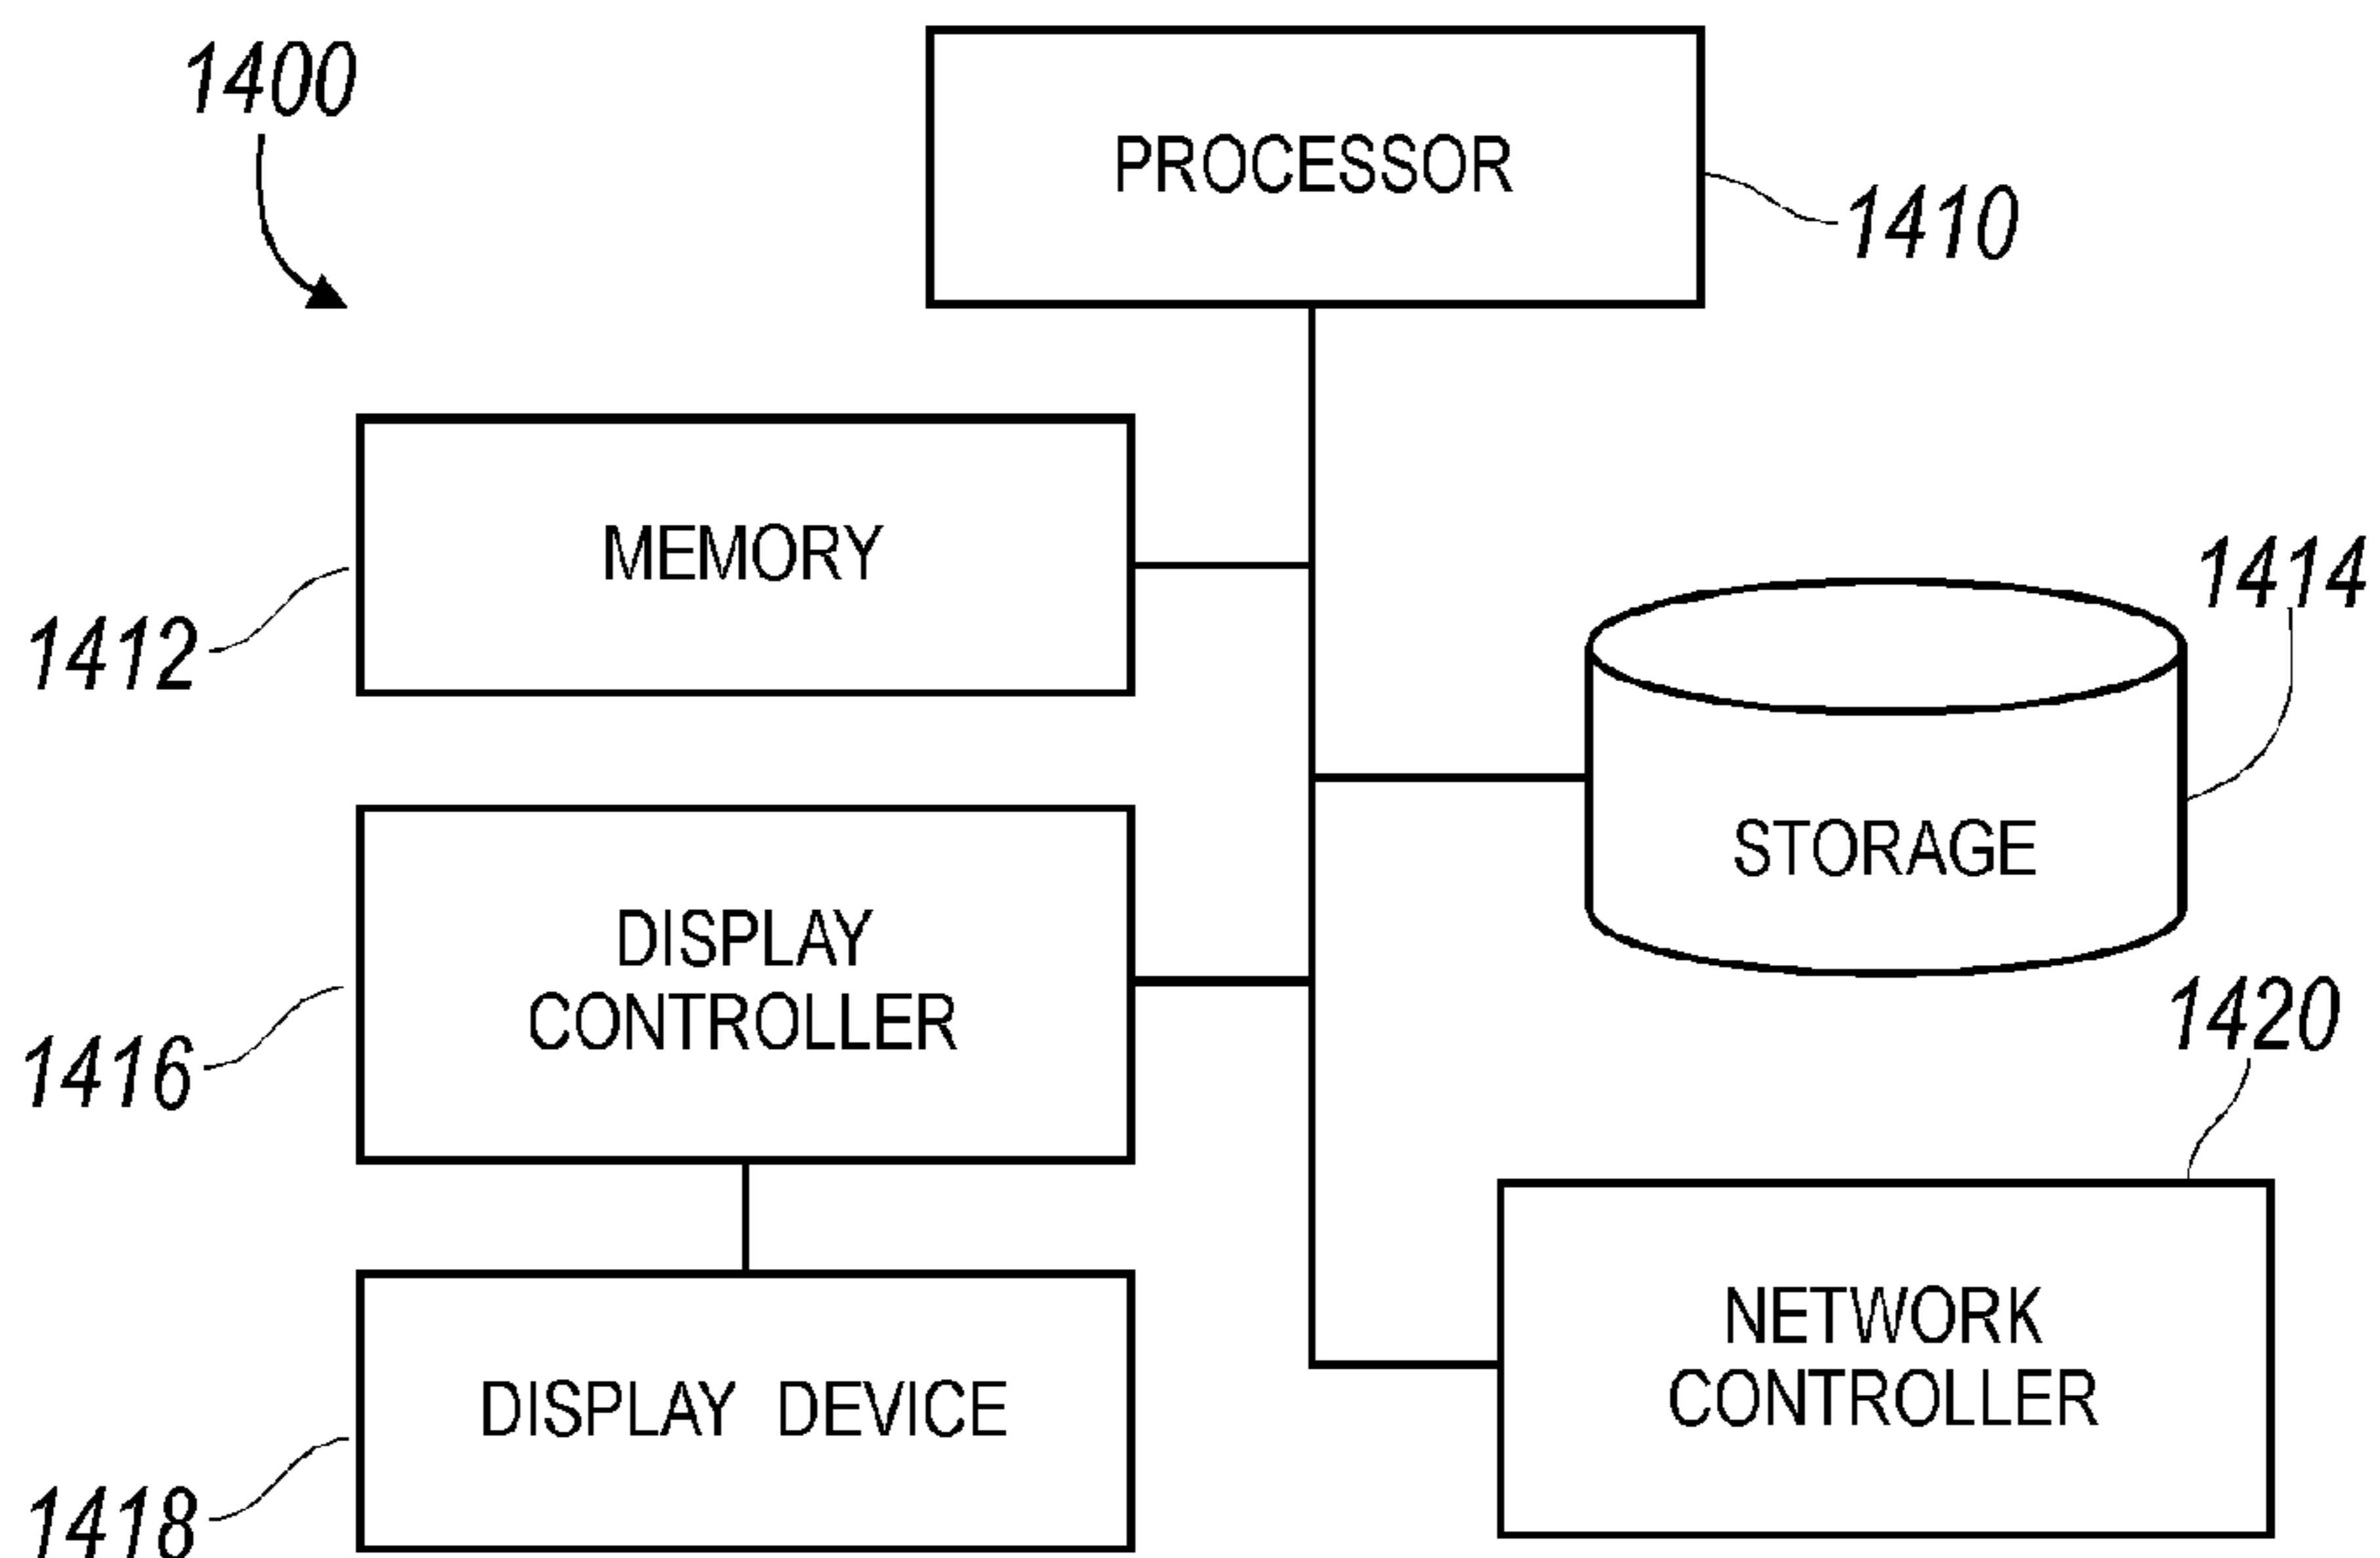 1400
PROCESSOR
1410
MEMORY
1412
1414
STORAGE
DISPLAY
CONTROLLER
1416
1420
NETWORK
CONTROLLER
DISPLAY DEVICE
1418